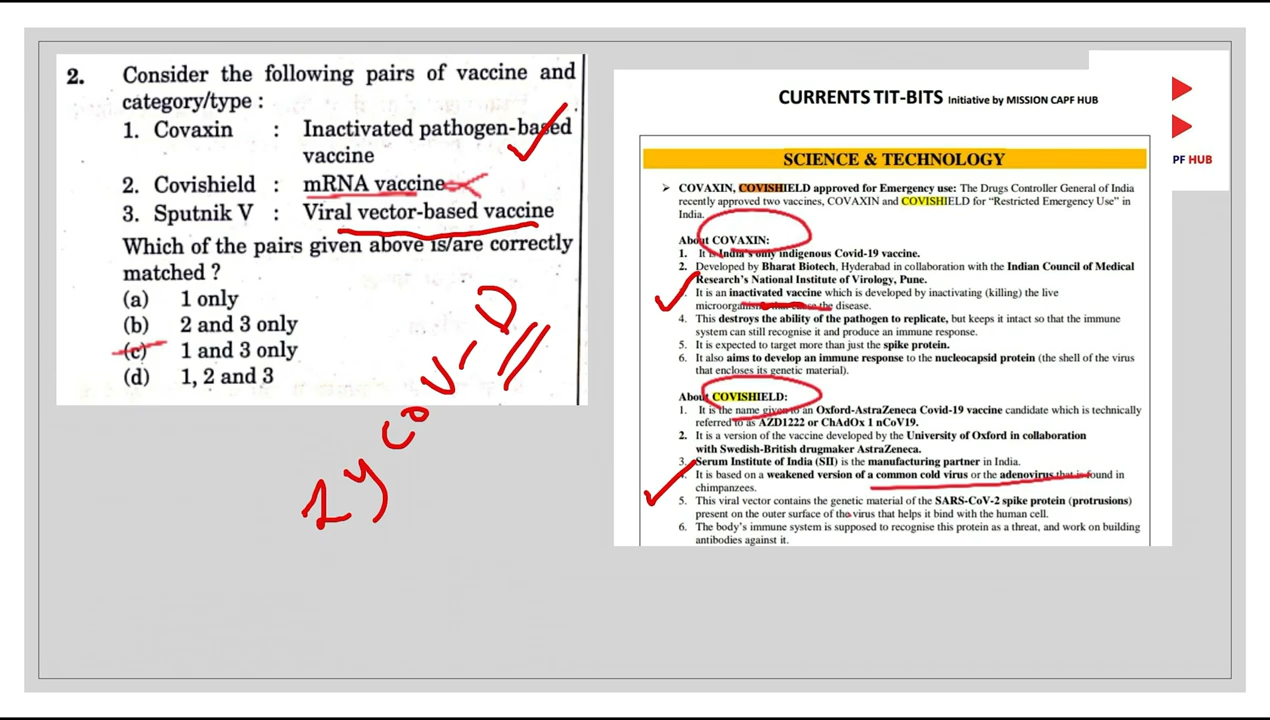 2. Consider the following pairs of vaccine and
category/type :
1. Covaxin : Inactivated pathogen-based
vaccine
2. Covishield : mRNA vaccine
3. Sputnik V : Viral vector-based vaccine
Which of the pairs given above is/are correctly
matched ?
(a) 1 only
(b) 2 and 3 only
(c) 1 and 3 only
(d) 1, 2 and 3
Zy Cov-D
CURRENTS TIT-BITS Initiative by MISSION CAPF HUB
PF HUB
SCIENCE & TECHNOLOGY
➢ COVAXIN, COVISHIELD approved for Emergency use: The Drugs Controller General of India
recently approved two vaccines, COVAXIN and COVISHIELD for “Restricted Emergency Use” in
India.
About COVAXIN:
1. It is India's only indigenous Covid-19 vaccine.
2. Developed by Bharat Biotech, Hyderabad in collaboration with the Indian Council of Medical
Research's National Institute of Virology, Pune.
It is an inactivated vaccine which is developed by inactivating (killing) the live
microorganisms that cause the disease.
4. This destroys the ability of the pathogen to replicate, but keeps it intact so that the immune
system can still recognise it and produce an immune response.
5. It is expected to target more than just the spike protein.
6. It also aims to develop an immune response to the nucleocapsid protein (the shell of the virus
that encloses its genetic material).
About COVISHIELD:
1. It is the name given to an Oxford-AstraZeneca Covid-19 vaccine candidate which is technically
referred to as AZD1222 or ChAdOx 1 nCoV19.
2. It is a version of the vaccine developed by the University of Oxford in collaboration
with Swedish-British drugmaker AstraZeneca.
3. Serum Institute of India (SII) is the manufacturing partner in India.
4. It is based on a weakened version of a common cold virus or the adenovirus that is found in
chimpanzees.
5. This viral vector contains the genetic material of the SARS-CoV-2 spike protein (protrusions)
present on the outer surface of the virus that helps it bind with the human cell.
6. The body's immune system is supposed to recognise this protein as a threat, and work on building
antibodies against it.